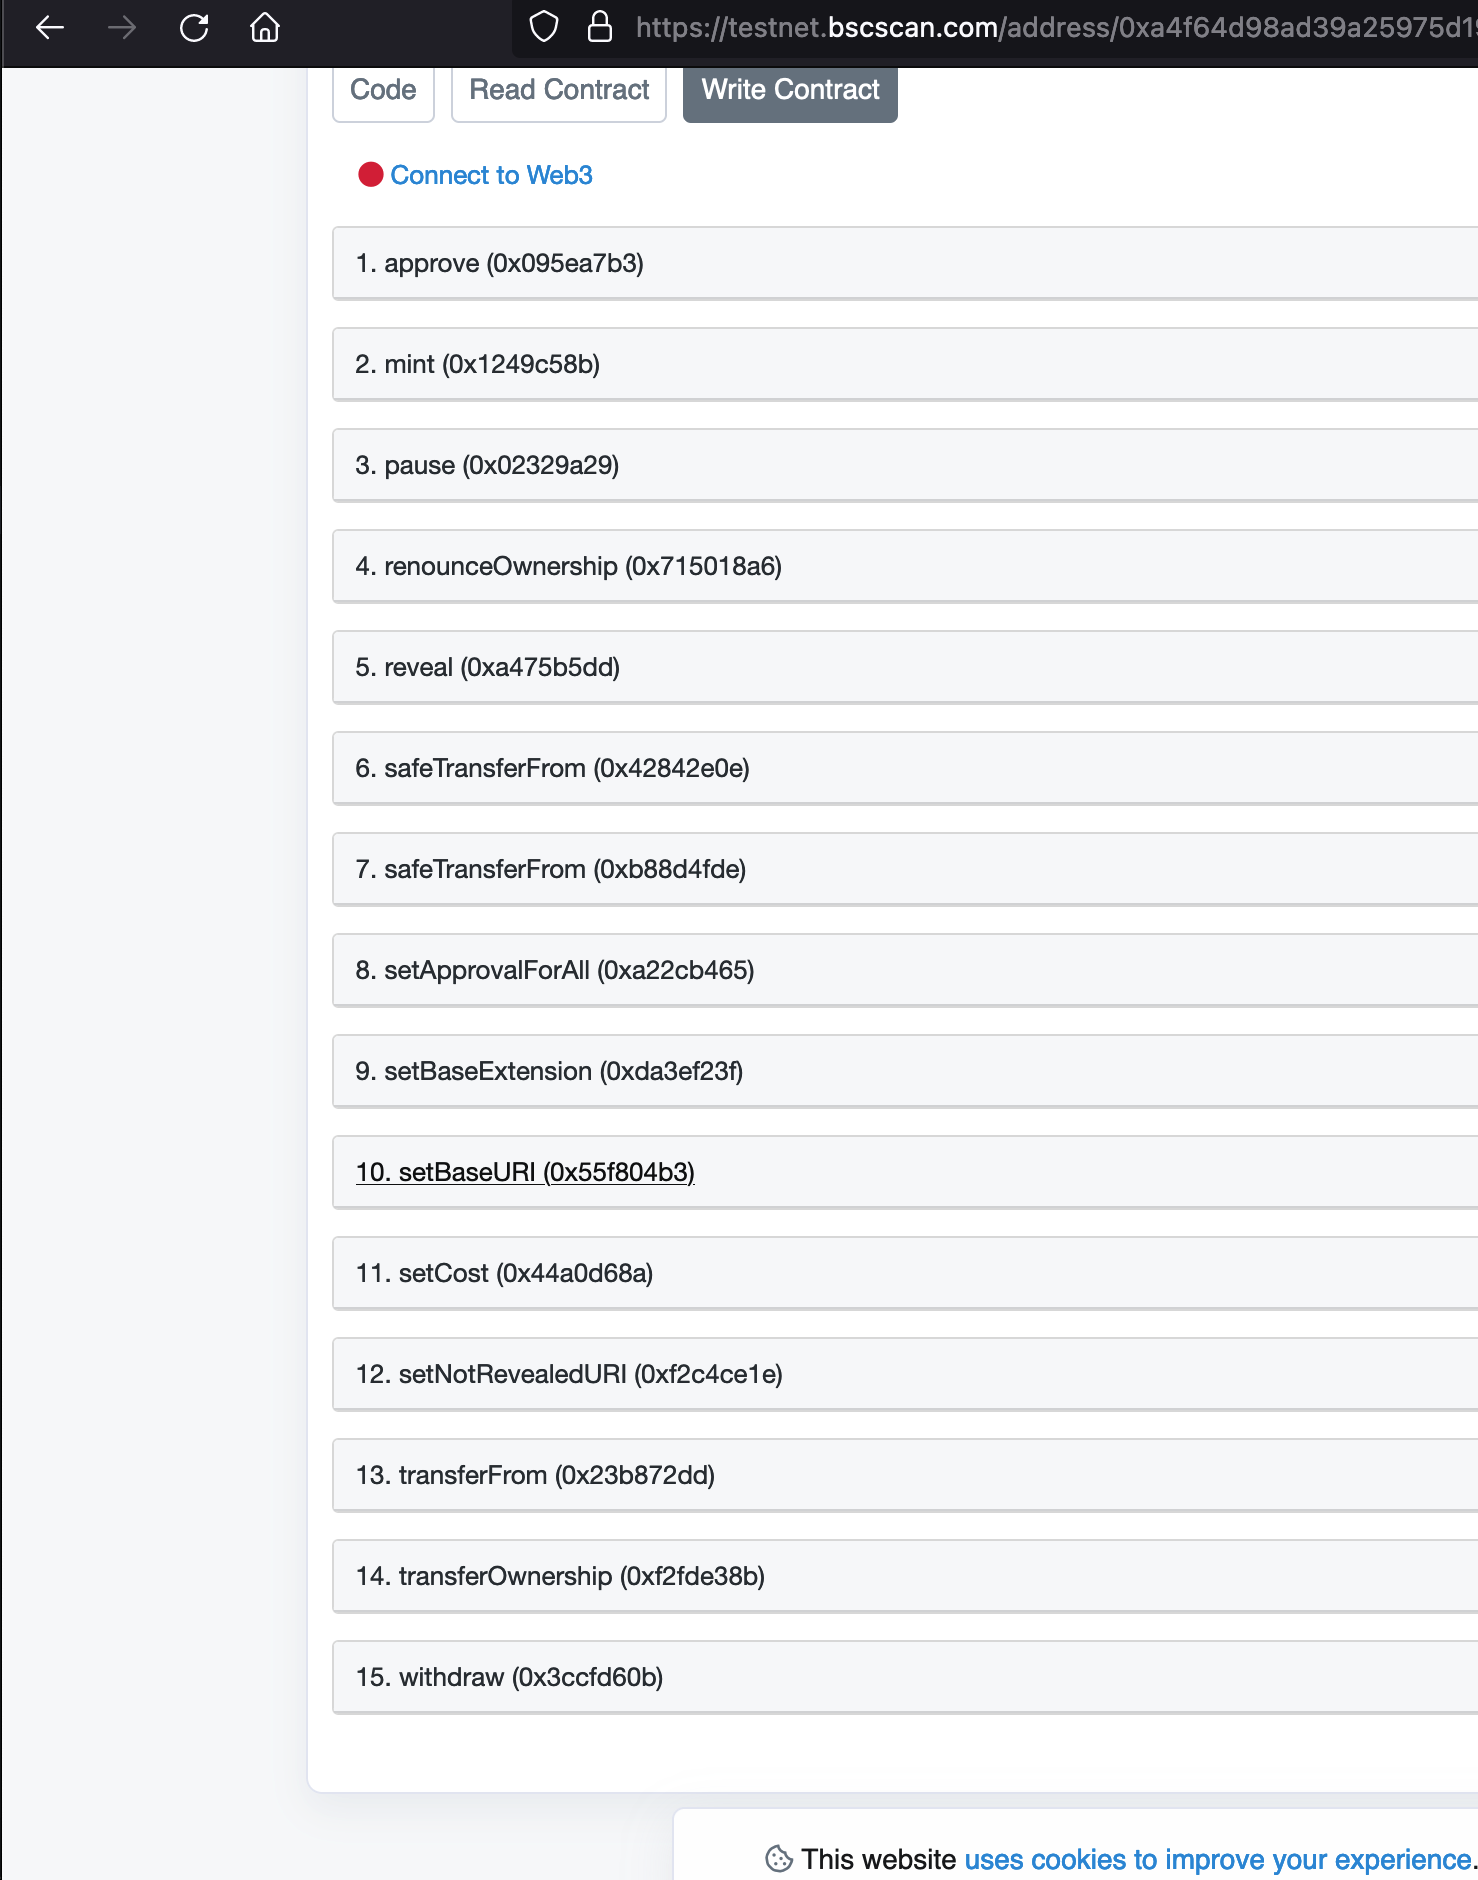 https://testnet.bscscan.com/address/0xa4f64d98ad39a25975d19
Code Read Contract Write Contract
Connect to Web3
1. approve (0x095ea7b3)
2. mint (0x1249c58b)
3. pause (0x02329a29)
4. renounceOwnership (0x715018a6)
5. reveal (0xa475b5dd)
6. safeTransferFrom (0x42842e0e)
7. safeTransferFrom (0xb88d4fde)
8. setApprovalForAll (0xa22cb465)
9. setBaseExtension (0xda3ef23f)
10. setBaseURI (0x55f804b3)
11. setCost (0x44a0d68a)
12. setNotRevealedURI (0xf2c4ce1e)
13. transferFrom (0x23b872dd)
14. transferOwnership (0xf2fde38b)
15. withdraw (0x3ccfd60b)
This website uses cookies to improve your experience.